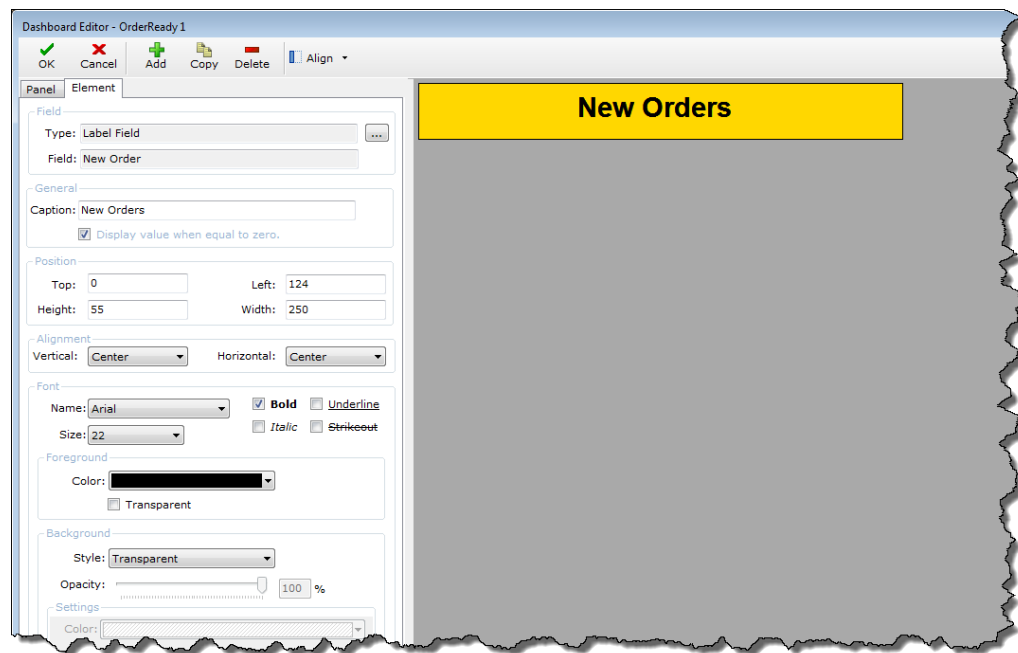 Dashboard Editor - OrderReady1
OK Cancel Add Copy Delete Align
Panel Element
Field
Type: Label Field ...
Field: New Order
General
Caption: New Orders
Display value when equal to zero.
Position
Top: 0 Left: 124
Height: 55 Width: 250
Alignment
Vertical: Center Horizontal: Center
Font
Name: Arial Bold Underline
Size: 22 Italic Strikeout
Foreground
Color:
Transparent
Background
Style: Transparent
Opacity: 100 %
Settings
Color:
New Orders